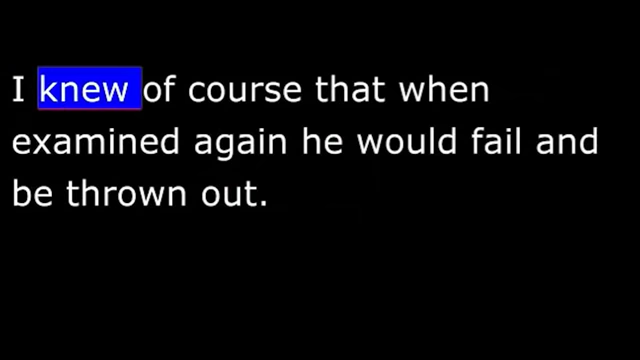 I knew of course that when
examined again he would fail and
be thrown out.